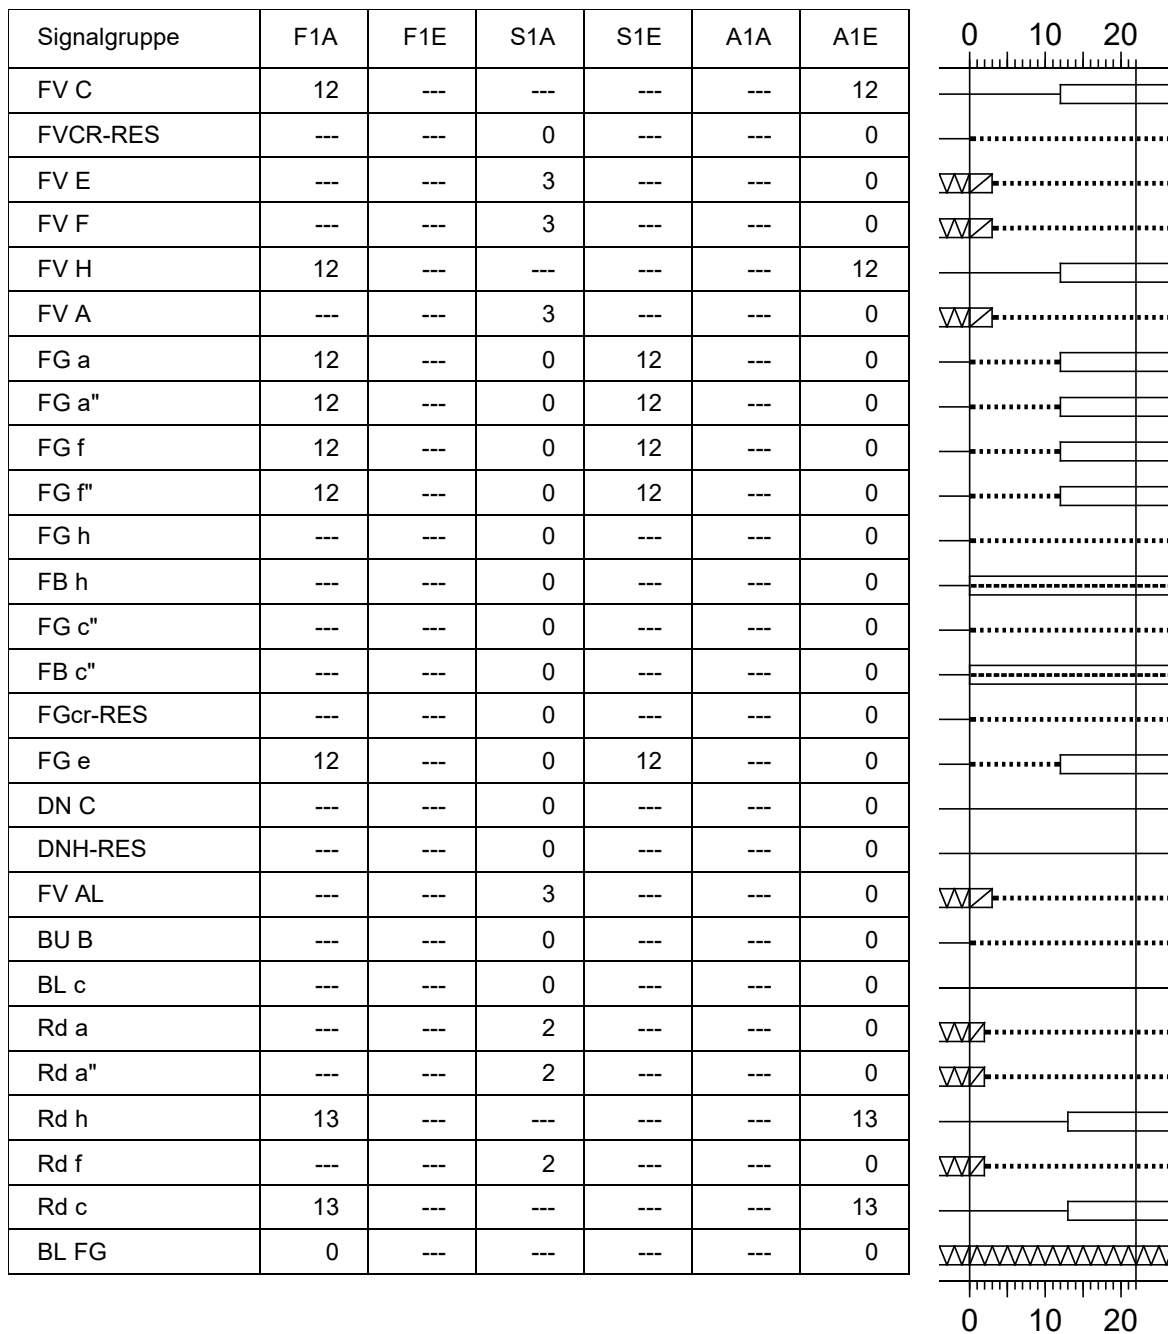 Signalgruppe F1A F1E S1A S1E A1A A1E 0 10 20
FV C 12 --- --- --- --- 12
FVCR-RES --- --- 0 --- --- 0
FV E --- --- 3 --- --- 0
FV F --- --- 3 --- --- 0
FV H 12 --- --- --- --- 12
FV A --- --- 3 --- --- 0
FG a 12 --- 0 12 --- 0
FG a" 12 --- 0 12 --- 0
FG f 12 --- 0 12 --- 0
FG f" 12 --- 0 12 --- 0
FG h --- --- 0 --- --- 0
FB h --- --- 0 --- --- 0
FG c" --- --- 0 --- --- 0
FB c" --- --- 0 --- --- 0
FGcr-RES --- --- 0 --- --- 0
FG e 12 --- 0 12 --- 0
DN C --- --- 0 --- --- 0
DNH-RES --- --- 0 --- --- 0
FV AL --- --- 3 --- --- 0
BU B --- --- 0 --- --- 0
BL c --- --- 0 --- --- 0
Rd a --- --- 2 --- --- 0
Rd a" --- --- 2 --- --- 0
Rd h 13 --- --- --- --- 13
Rd f --- --- 2 --- --- 0
Rd c 13 --- --- --- --- 13
BL FG 0 --- --- --- --- 0
0 10 20